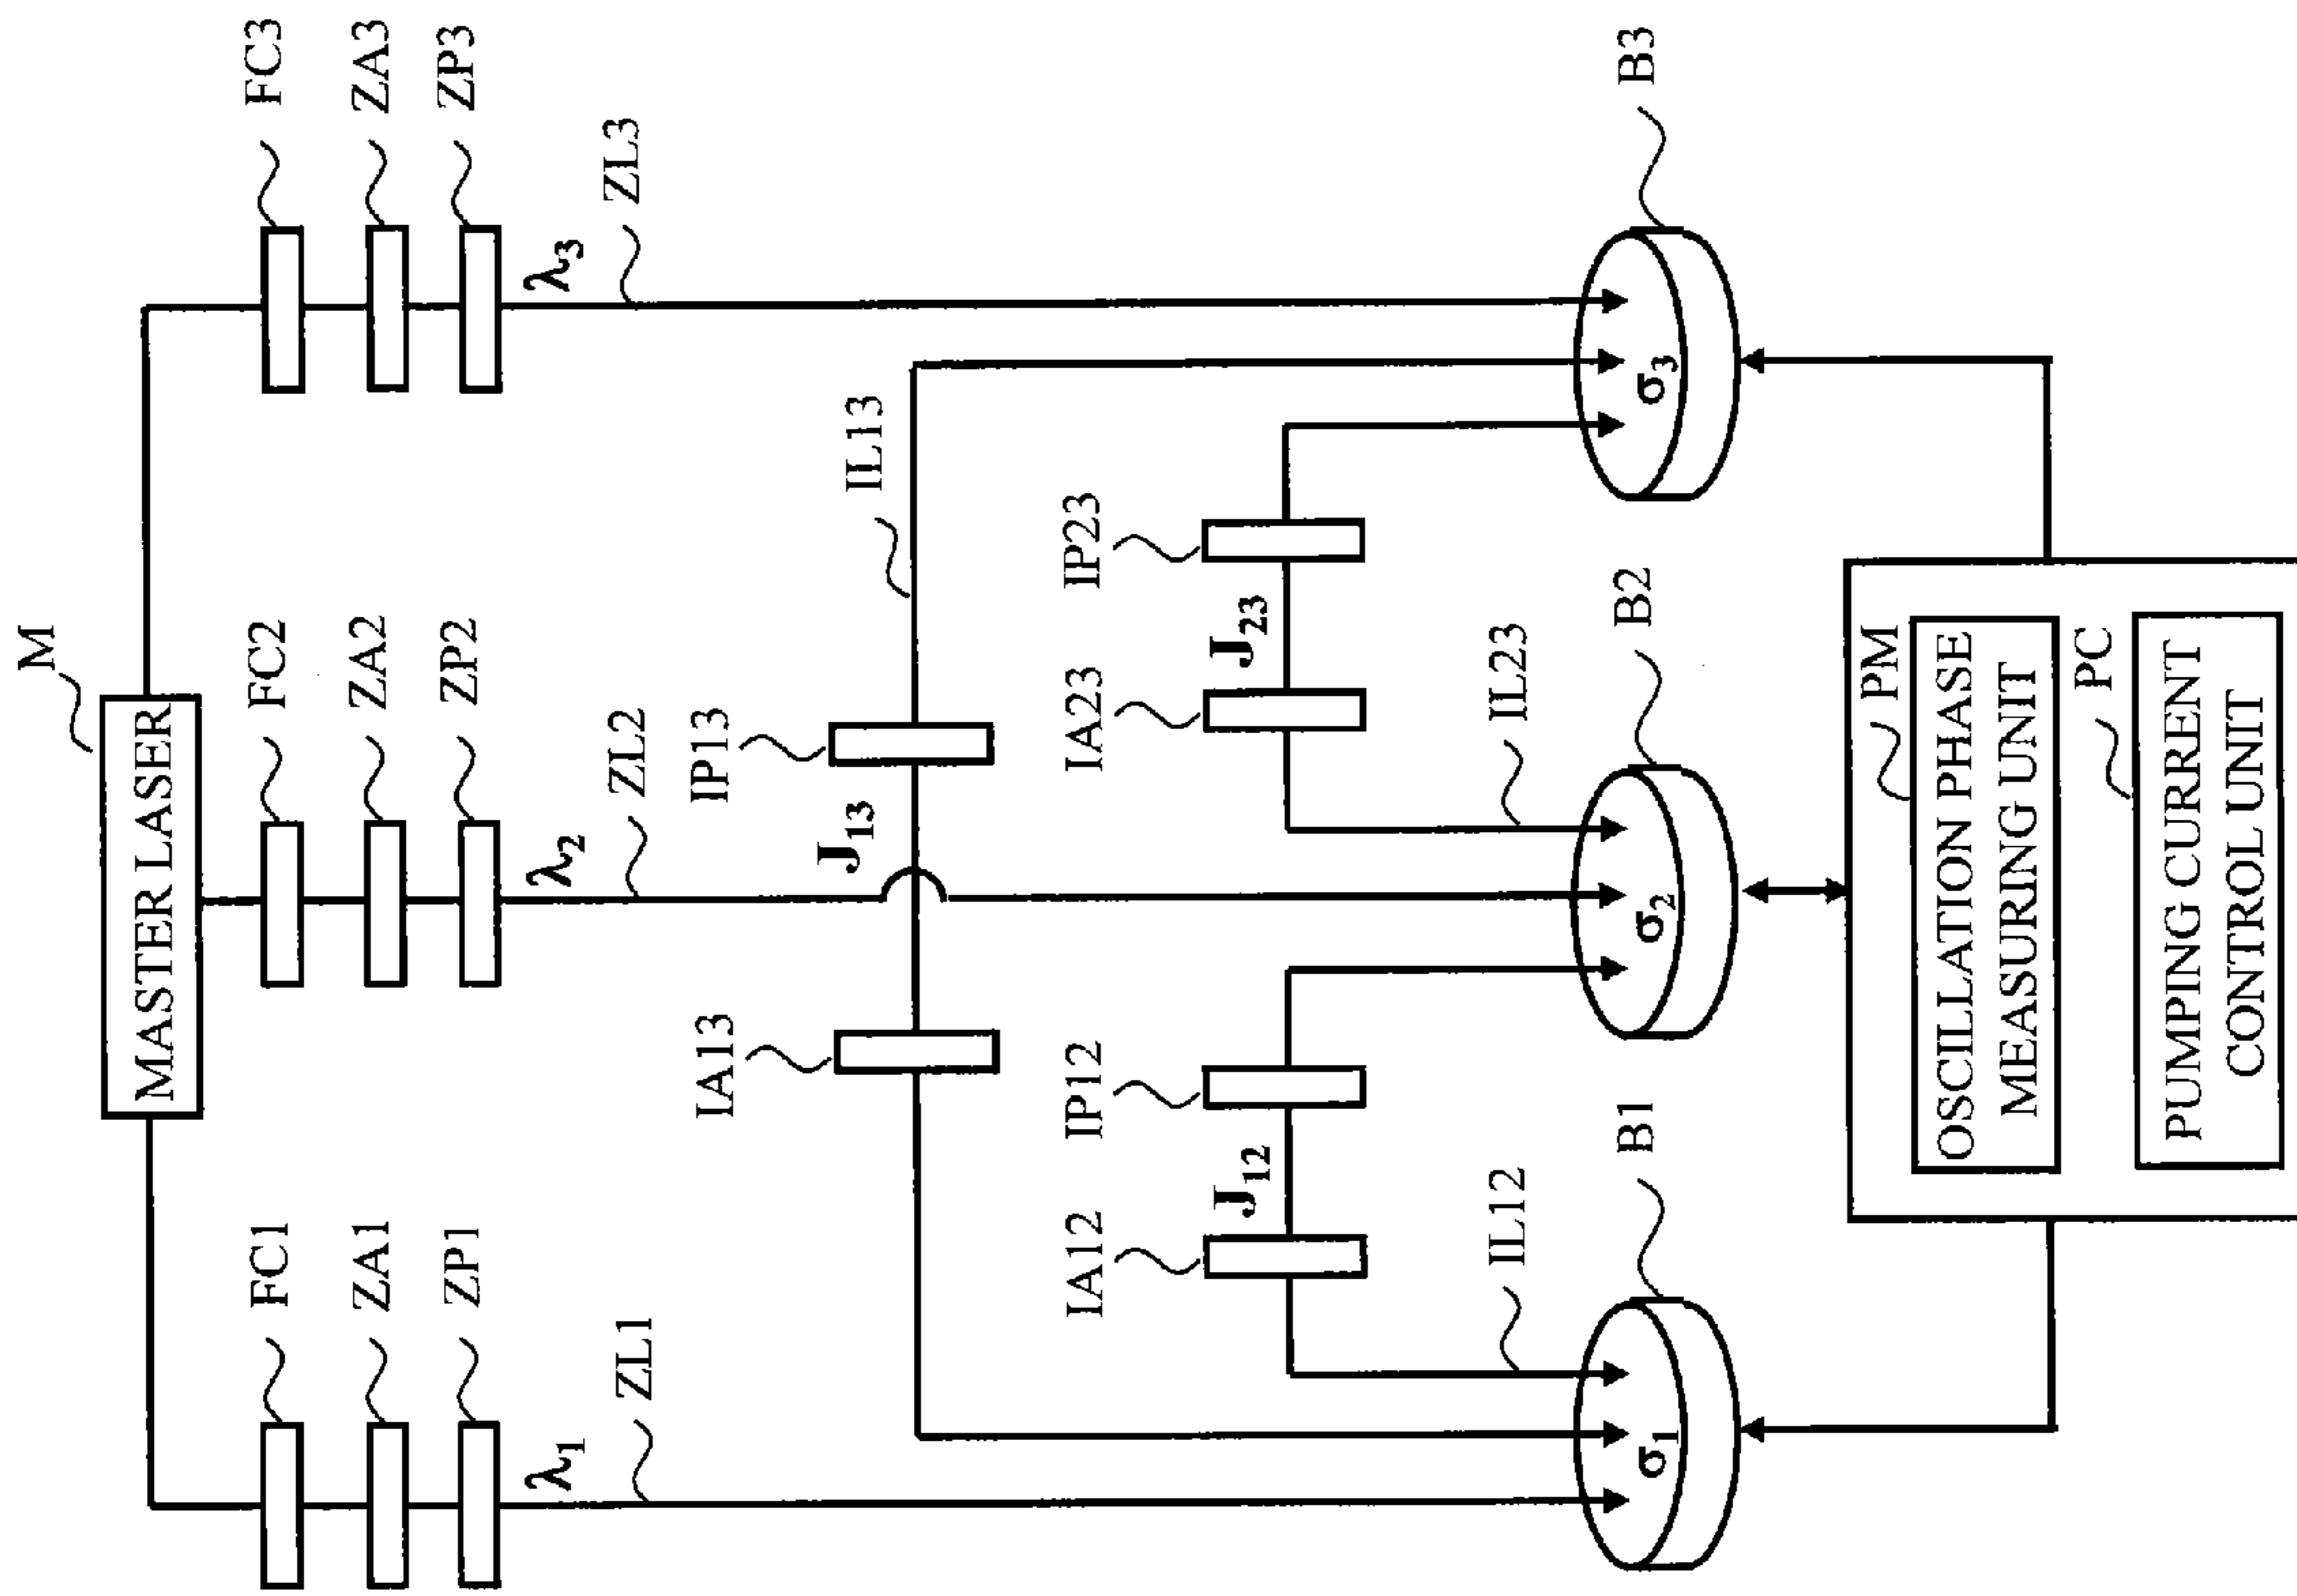 M
MASTER LASER
FC1
FC2
FC3
ZA1
ZA2
ZA3
ZP1
ZP2
ZP3
λ1
λ2
λ3
ZL1
ZL2
ZL3
IA13
IP13
IL13
J13
IA12
IP12
IA23
IP23
J12
J23
IL12
IL23
B1
B2
B3
σ1
σ2
σ3
PM
OSCILLATION PHASE
MEASURING UNIT
PC
PUMPING CURRENT
CONTROL UNIT